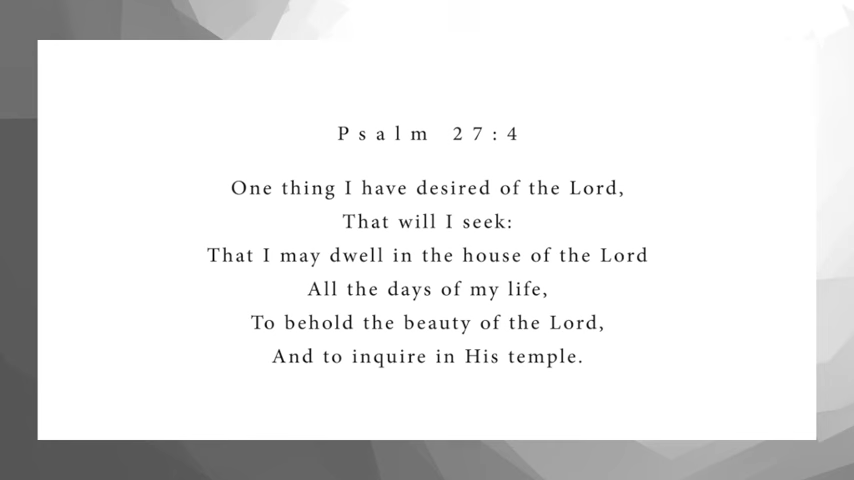 Psalm 27:4
One thing I have desired of the Lord,
That will I seek:
That I may dwell in the house of the Lord
All the days of my life,
To behold the beauty of the Lord,
And to inquire in His temple.